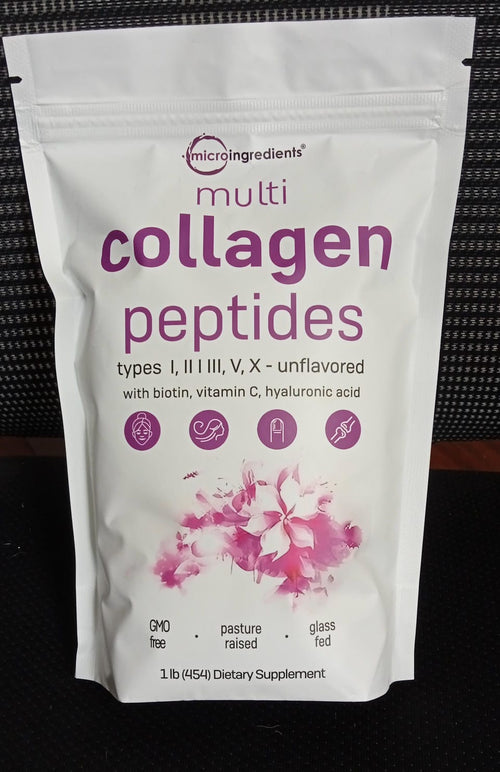 microingredients®
multi
collagen
peptides
types I, II I III, V, X - unflavored
with biotin, vitamin C, hyaluronic acid
GMO free · pasture raised · glass fed
1 lb (454) Dietary Supplement